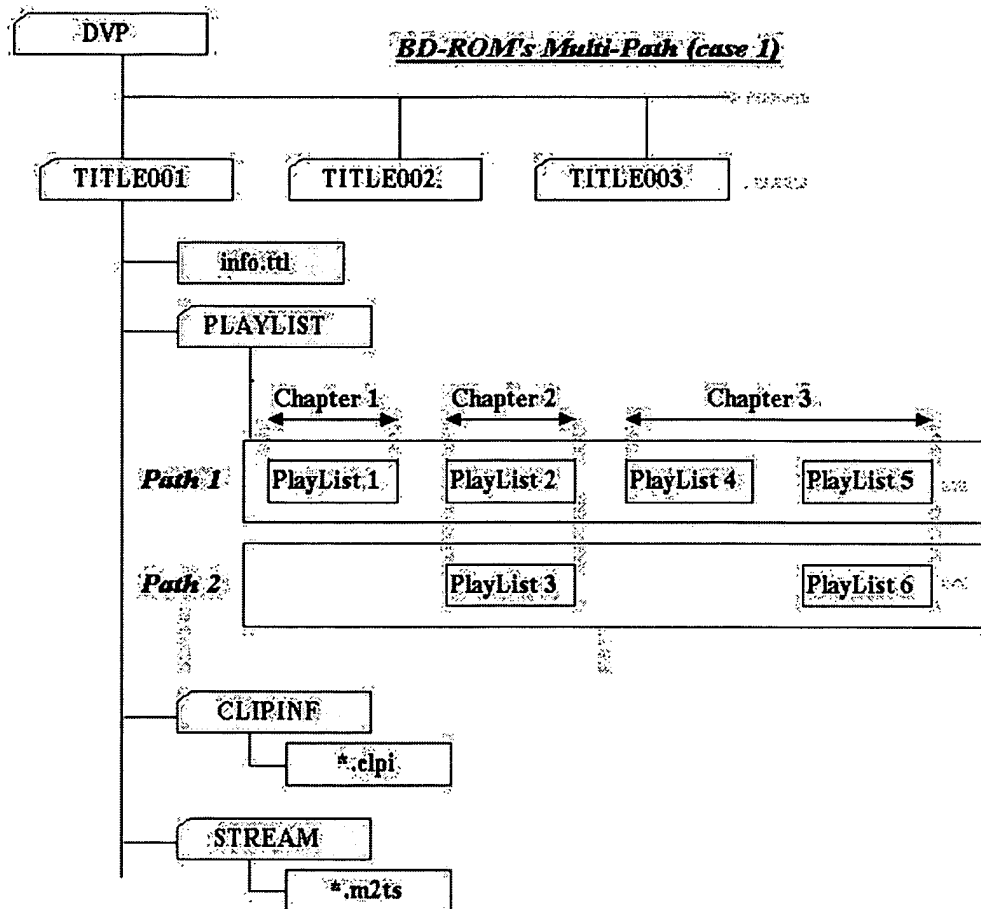 DVP
BD-ROM's Multi-Path (case 1)
TITLE001
TITLE002
TITLE003
info.ttl
PLAYLIST
Chapter 1
Chapter 2
Chapter 3
Path 1
PlayList 1
PlayList 2
PlayList 4
PlayList 5
Path 2
PlayList 3
PlayList 6
CLIPINF
*.clpi
STREAM
*.m2ts